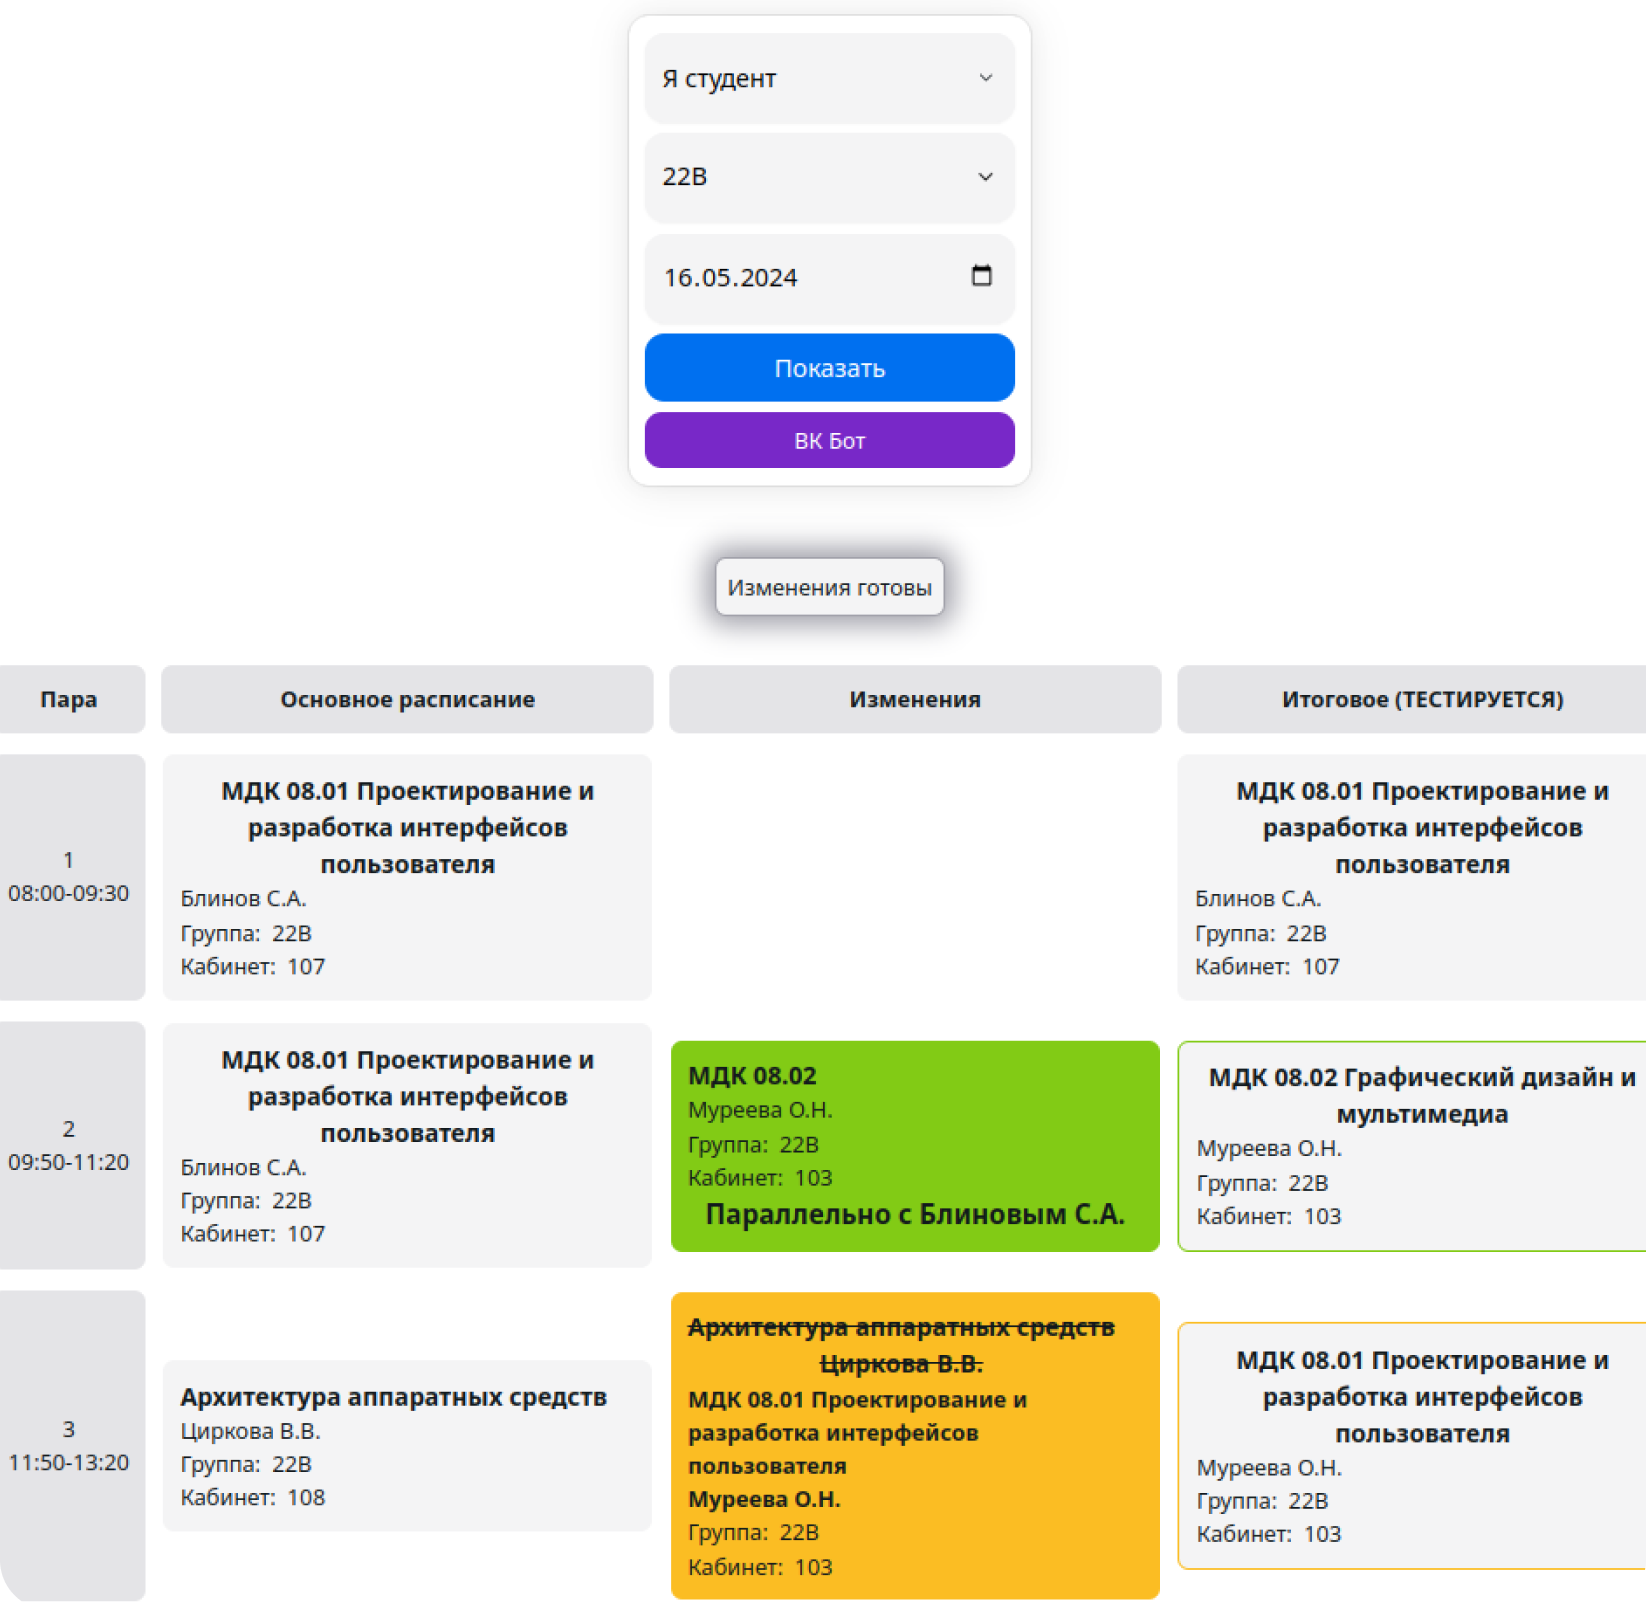 Я студент
22В
16.05.2024
Показать
ВК Бот
Изменения готовы
Пара
Основное расписание
Изменения
Итоговое (ТЕСТИРУЕТСЯ)
1
08:00-09:30
МДК 08.01 Проектирование и
разработка интерфейсов
пользователя
Блинов С.А.
Группа: 22В
Кабинет: 107
МДК 08.01 Проектирование и
разработка интерфейсов
пользователя
Блинов С.А.
Группа: 22В
Кабинет: 107
2
09:50-11:20
МДК 08.01 Проектирование и
разработка интерфейсов
пользователя
Блинов С.А.
Группа: 22В
Кабинет: 107
МДК 08.02
Муреева О.Н.
Группа: 22В
Кабинет: 103
Параллельно с Блиновым С.А.
МДК 08.02 Графический дизайн и
мультимедиа
Муреева О.Н.
Группа: 22В
Кабинет: 103
3
11:50-13:20
Архитектура аппаратных средств
Циркова В.В.
Группа: 22В
Кабинет: 108
Архитектура аппаратных средств
Циркова В.В.
МДК 08.01 Проектирование и
разработка интерфейсов
пользователя
Муреева О.Н.
Группа: 22В
Кабинет: 103
МДК 08.01 Проектирование и
разработка интерфейсов
пользователя
Муреева О.Н.
Группа: 22В
Кабинет: 103